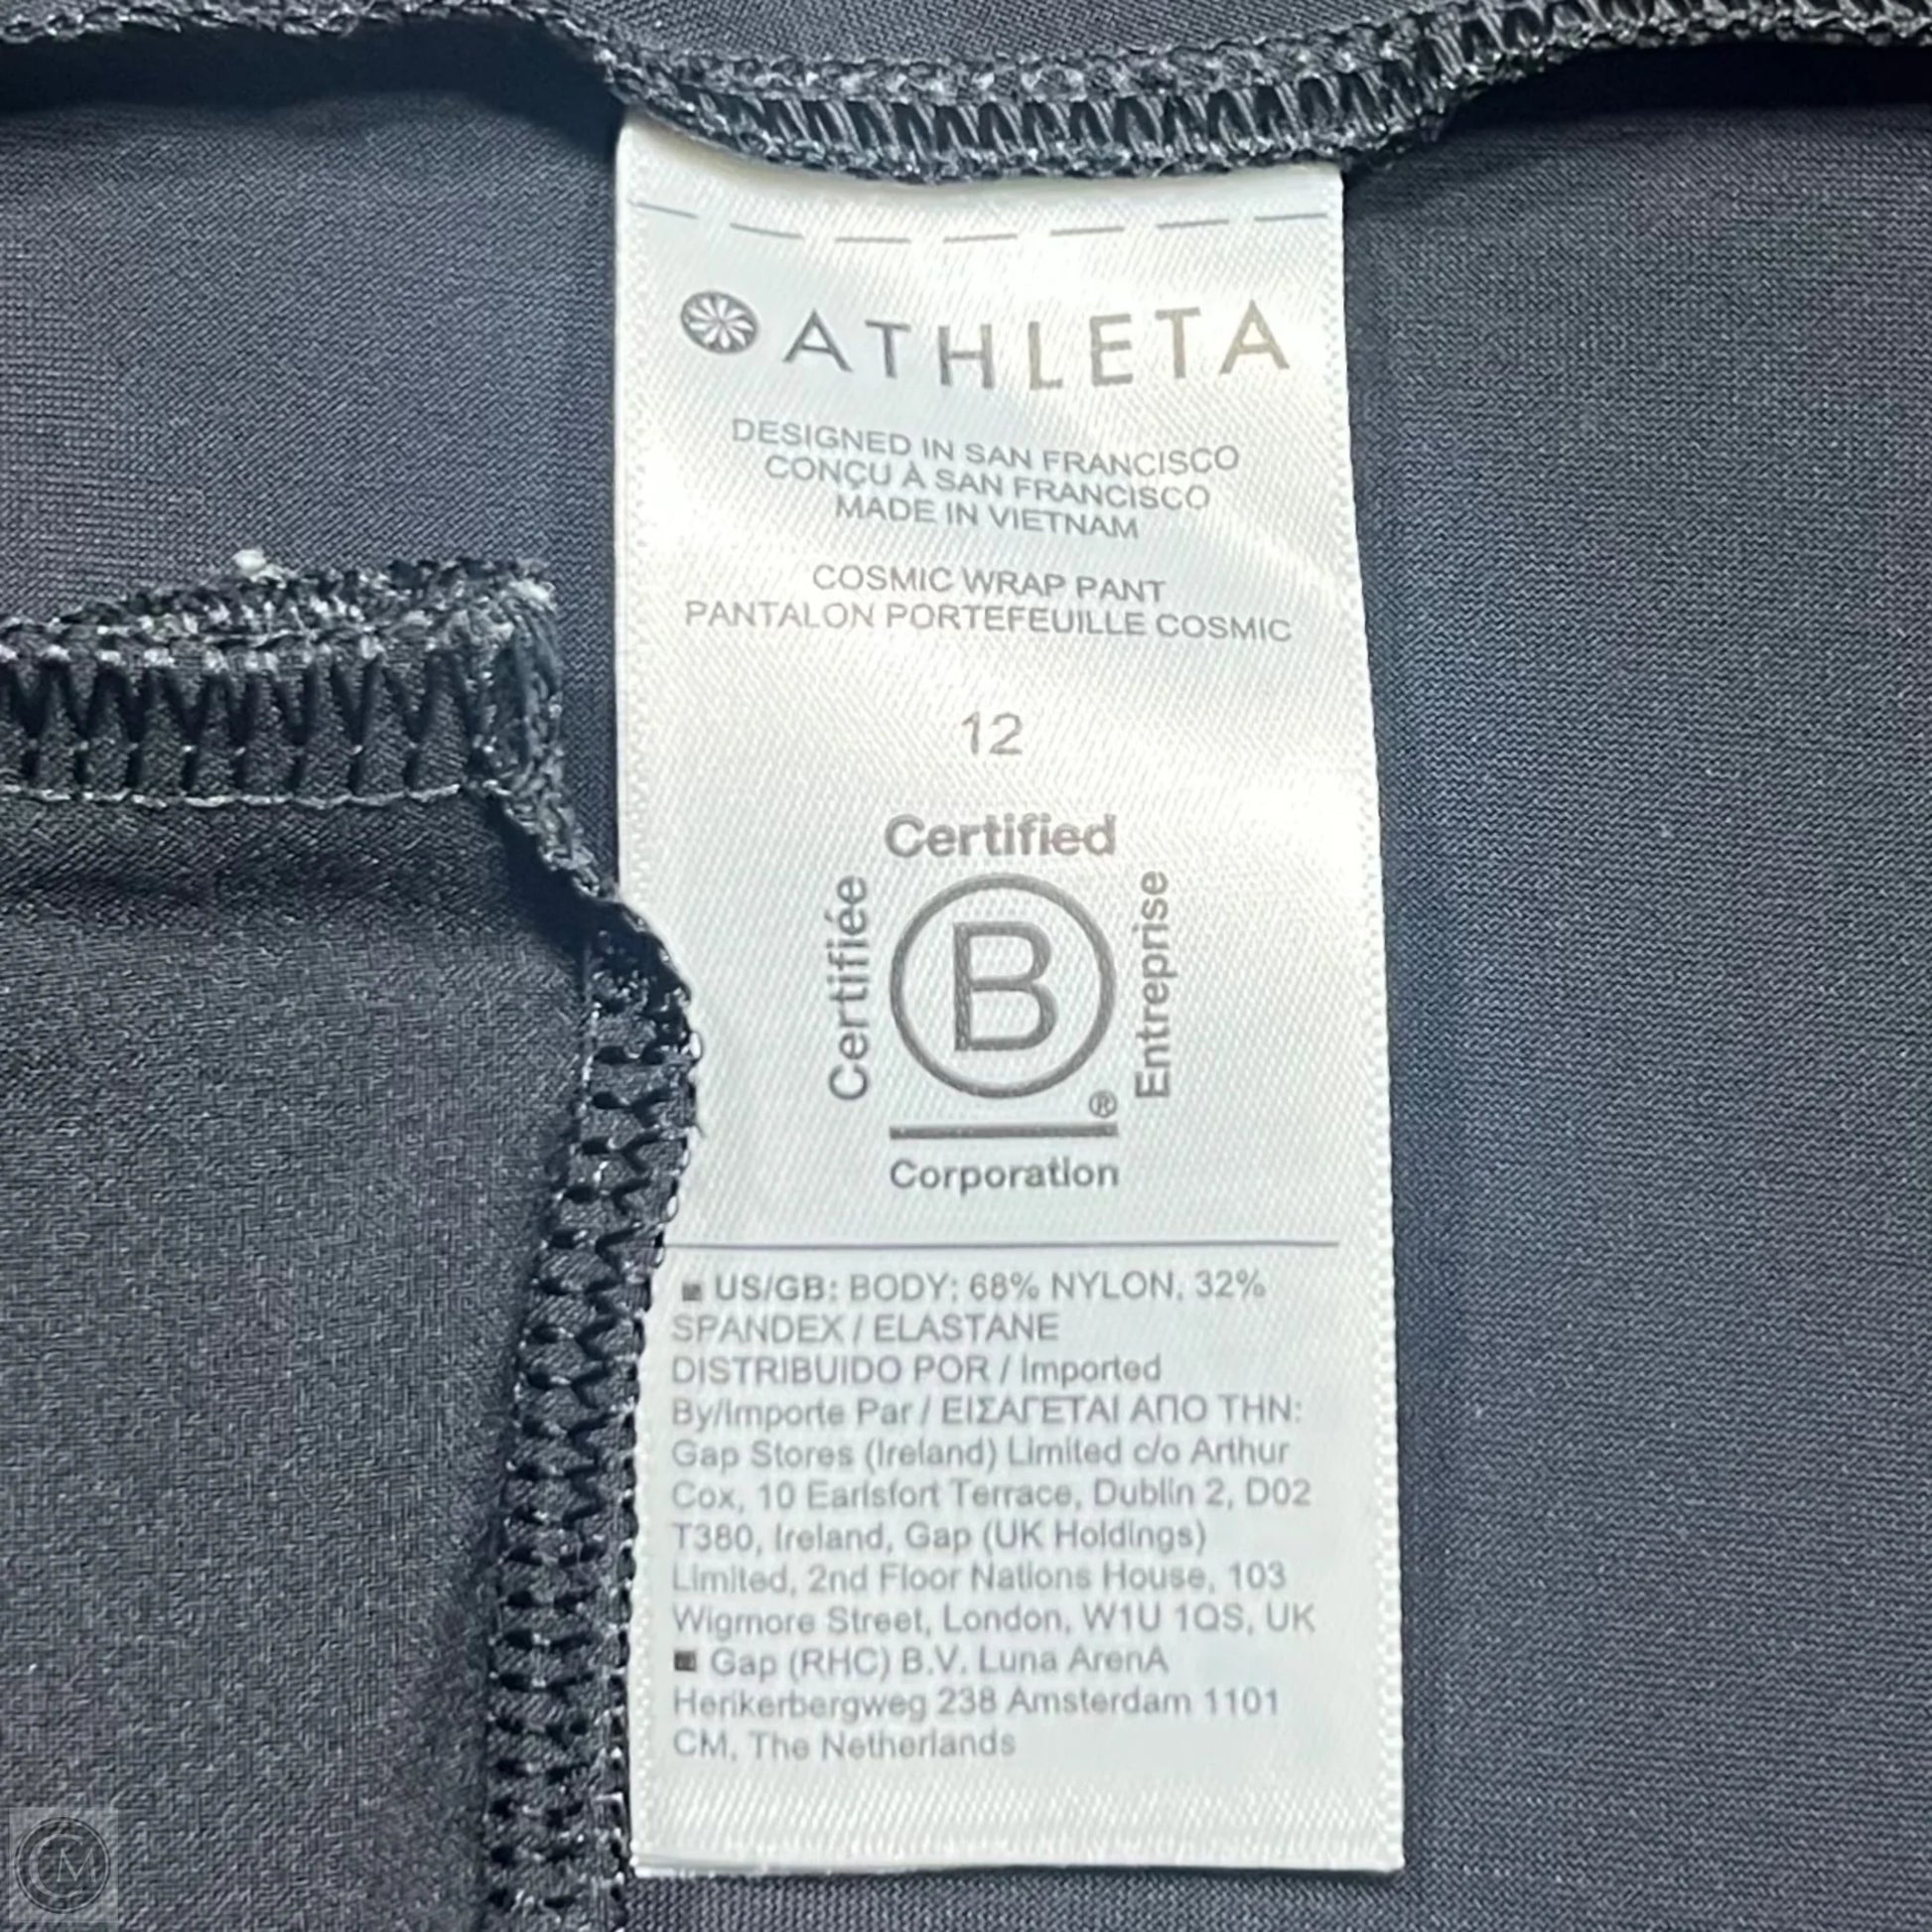 ATHLETA
DESIGNED IN SAN FRANCISCO
CONÇU À SAN FRANCISCO
MADE IN VIETNAM
COSMIC WRAP PANT
PANTALON PORTEFEUILLE COSMIC
12
Certified
Certifiée
B
Entreprise
®
Corporation
US/GB: BODY: 68% NYLON, 32%
SPANDEX / ELASTANE
DISTRIBUIDO POR / Imported
By/Importe Par / ΕΙΣΑΓΕΤΑΙ ΑΠΟ ΤΗΝ:
Gap Stores (Ireland) Limited c/o Arthur
Cox, 10 Earlsfort Terrace, Dublin 2, D02
T380, Ireland, Gap (UK Holdings)
Limited, 2nd Floor Nations House, 103
Wigmore Street, London, W1U 1QS, UK
Gap (RHC) B.V. Luna ArenA
Herikerbergweg 238 Amsterdam 1101
CM, The Netherlands
CM